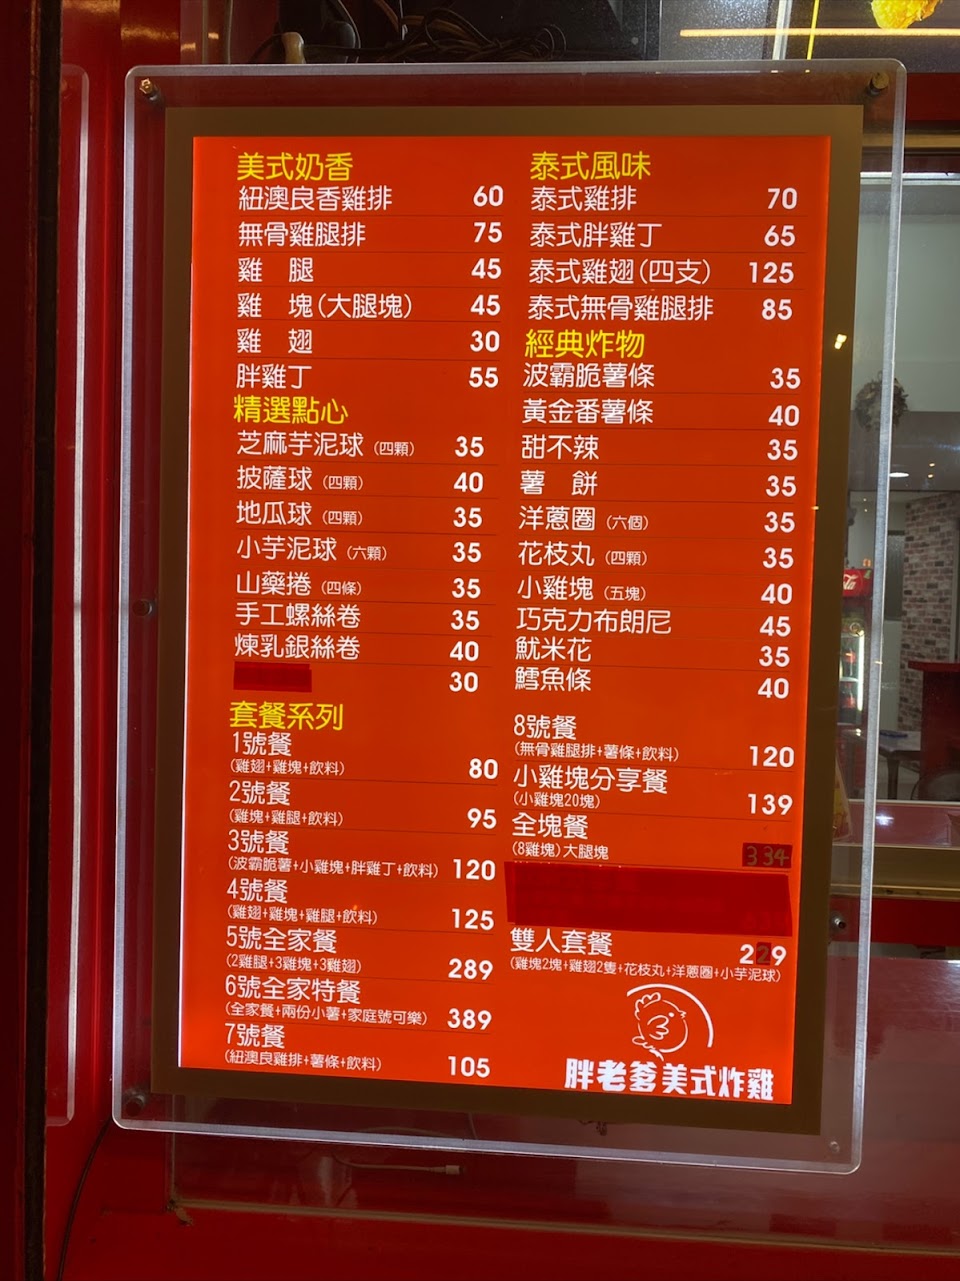 美式奶香
紐澳良香雞排 60
無骨雞腿排 75
雞 腿 45
雞 塊(大腿塊) 45
雞 翅 30
胖雞丁 55
精選點心
芝麻芋泥球 (四顆) 35
披薩球 (四顆) 40
地瓜球 (四顆) 35
小芋泥球 (六顆) 35
山藥捲 (四條) 35
手工螺絲卷 35
煉乳銀絲卷 40
30
泰式風味
泰式雞排 70
泰式胖雞丁 65
泰式雞翅(四支) 125
泰式無骨雞腿排 85
經典炸物
波霸脆薯條 35
黃金番薯條 40
甜不辣 35
薯 餅 35
洋蔥圈 (六個) 35
花枝丸 (四顆) 35
小雞塊 (五塊) 40
巧克力布朗尼 45
魷米花 35
鱈魚條 40
套餐系列
1號餐
(雞翅+雞塊+飲料) 80
2號餐
(雞塊+雞腿+飲料) 95
3號餐
(波霸脆薯+小雞塊+胖雞丁+飲料) 120
4號餐
(雞翅+雞塊+雞腿+飲料) 125
5號全家餐
(2雞腿+3雞塊+3雞翅) 289
6號全家特餐
(全家餐+兩份小薯+家庭號可樂) 389
7號餐
(紐澳良雞排+薯條+飲料) 105
8號餐
(無骨雞腿排+薯條+飲料) 120
小雞塊分享餐
(小雞塊20塊) 139
全塊餐
(8雞塊)大腿塊 334
雙人套餐 229
(雞塊2塊+雞翅2隻+花枝丸+洋蔥圈+小芋泥球)
胖老爹美式炸雞